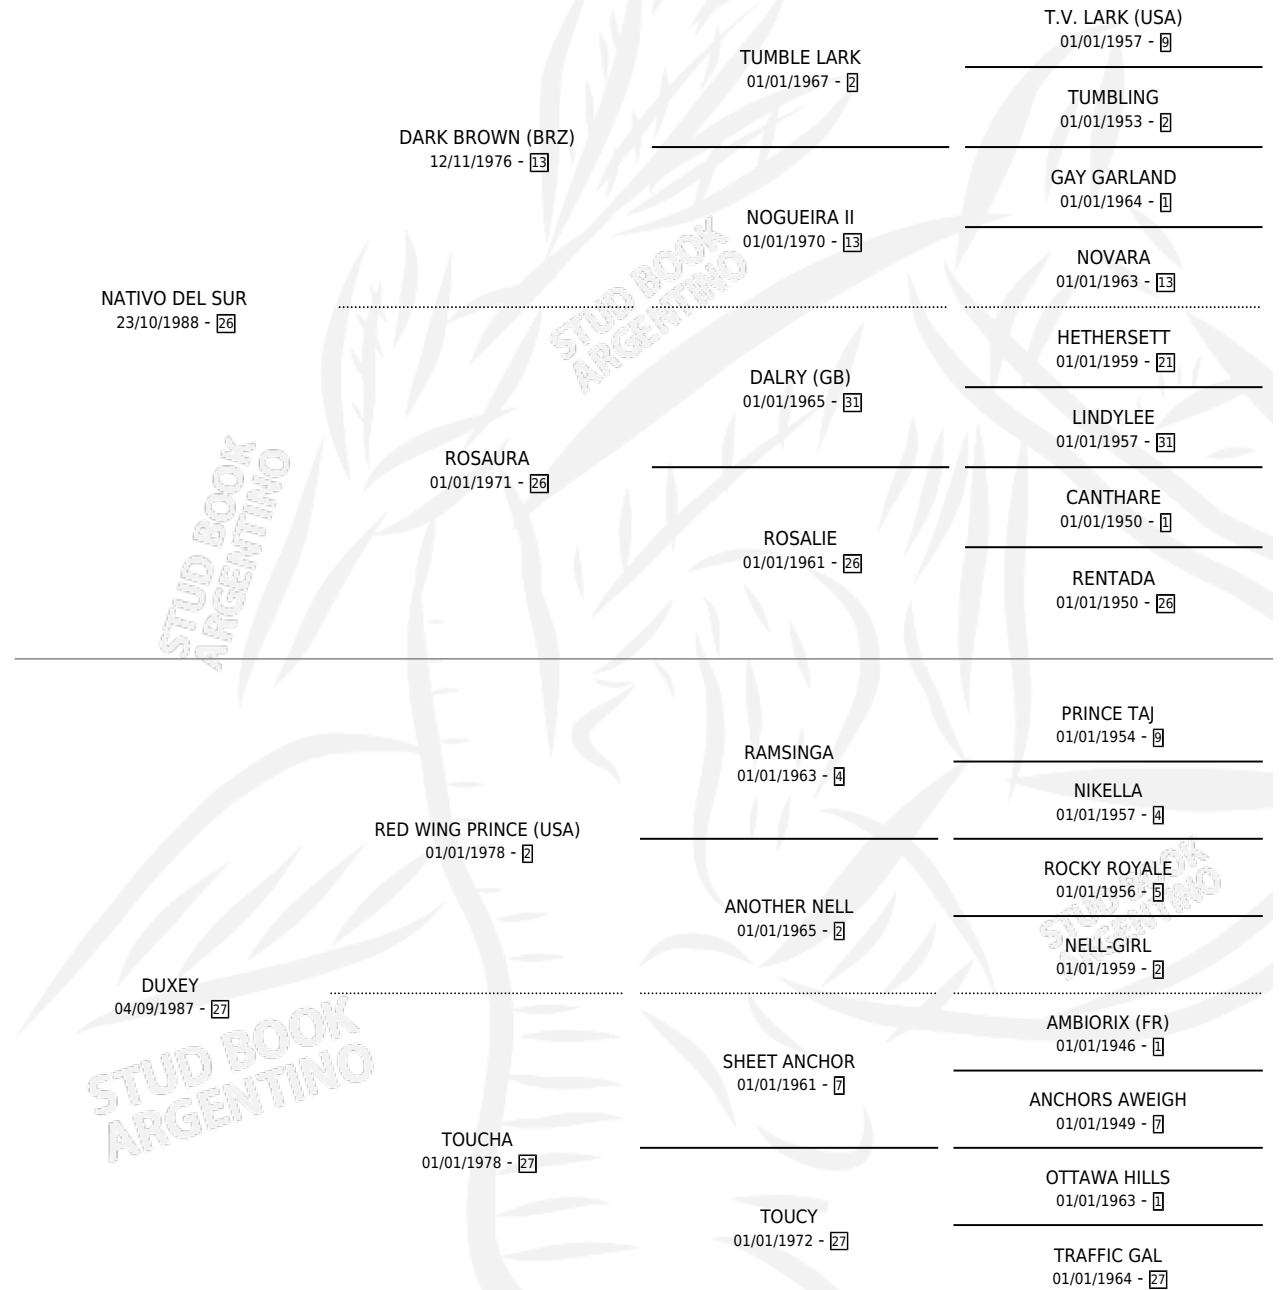 T.V. LARK (USA)
01/01/1957 - 9
TUMBLE LARK
01/01/1967 - 2
TUMBLING
01/01/1953 - 2
DARK BROWN (BRZ)
12/11/1976 - 13
GAY GARLAND
01/01/1964 - 1
NOGUEIRA II
01/01/1970 - 13
NOVARA
01/01/1963 - 13
NATIVO DEL SUR
23/10/1988 - 26
HETHERSETT
01/01/1959 - 21
DALRY (GB)
01/01/1965 - 31
LINDYLEE
01/01/1957 - 31
ROSAURA
01/01/1971 - 26
CANTHARE
01/01/1950 - 1
ROSALIE
01/01/1961 - 26
RENTADA
01/01/1950 - 26
STUD BOOK
ARGENTINO
STUD BOOK
ARGENTINO
PRINCE TAJ
01/01/1954 - 9
RAMSINGA
01/01/1963 - 4
NIKELLA
01/01/1957 - 4
RED WING PRINCE (USA)
01/01/1978 - 2
ROCKY ROYALE
01/01/1956 - 5
ANOTHER NELL
01/01/1965 - 2
NELL-GIRL
01/01/1959 - 2
STUD BOOK
ARGENTINO
DUXEY
04/09/1987 - 27
AMBIORIX (FR)
01/01/1946 - 1
SHEET ANCHOR
01/01/1961 - 7
ANCHORS AWEIGH
01/01/1949 - 7
STUD BOOK
ARGENTINO
TOUCHA
01/01/1978 - 27
OTTAWA HILLS
01/01/1963 - 1
TOUCY
01/01/1972 - 27
TRAFFIC GAL
01/01/1964 - 27